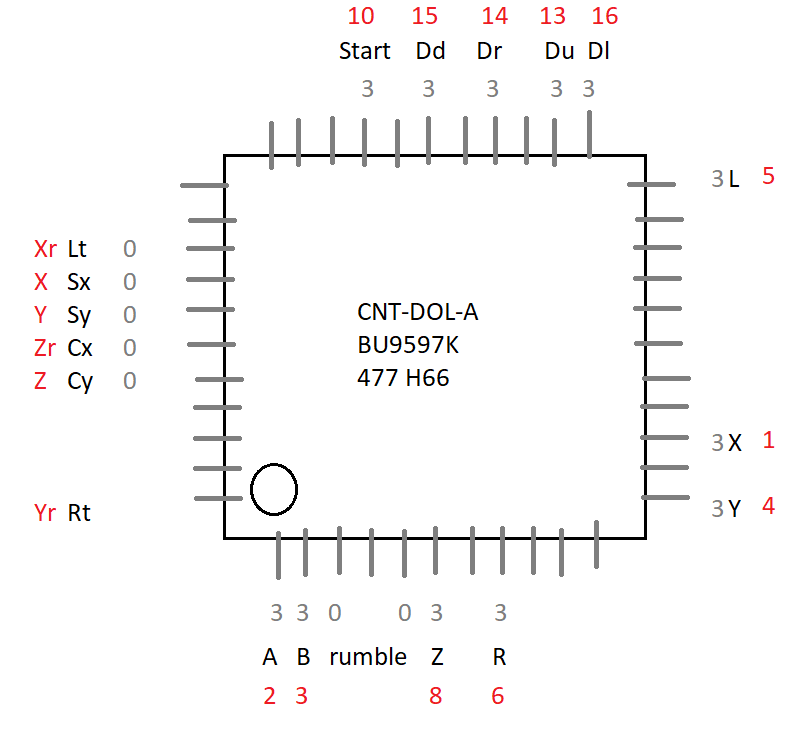 10 15 14 13 16
Start Dd Dr Du Dl
3 3 3 3 3
3 L 5
Xr Lt 0
X Sx 0
Y Sy 0
Zr Cx 0
Z Cy 0
CNT-DOL-A
BU9597K
477 H66
3 X 1
Yr Rt
3 Y 4
3 3 0 0 3 3
A B rumble Z R
2 3 8 6